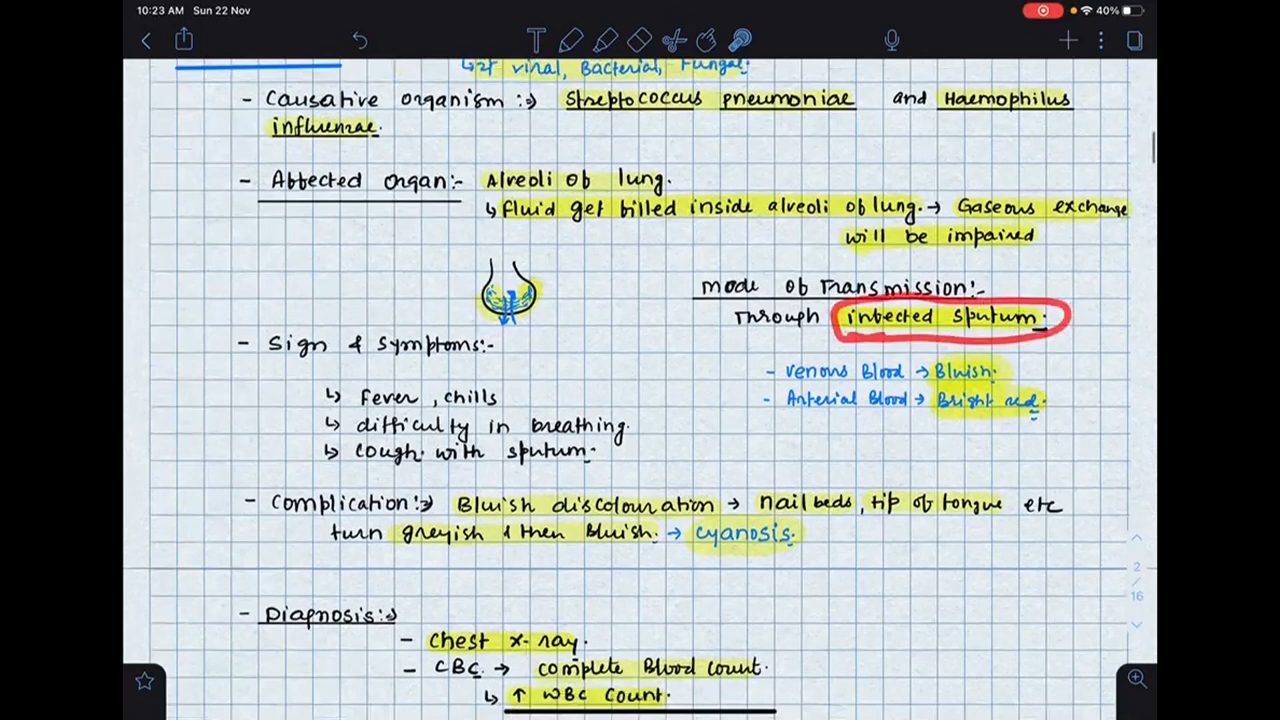 10:23 AM Sun 22 Nov
40%
↳ It viral, Bacterial, Fungal.
- Causative organism :→ Streptococcus pneumoniae and Haemophilus
influenzae.
- Affected organ:- Alveoli of lung.
↳ Fluid get filled inside alveoli of lung. → Gaseous exchange
will be impaired
mode of Transmission:-
Through infected sputum.
- Sign & Symptoms:-
- venous Blood → Bluish.
- Arterial Blood → Bright red.
↳ Fever, chills
↳ difficulty in breathing.
↳ cough with sputum.
- Complication:→ Bluish discolouration → nail beds, tip of tongue etc
turn greyish & then Bluish. → cyanosis.
2
/
16
- Diagnosis:→
- chest x-ray.
- CBC → complete Blood count.
↳ ↑ WBC Count.